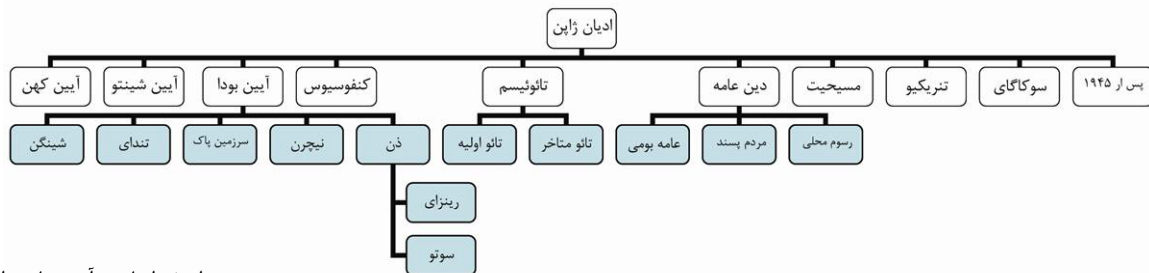 ادیان ژاپن
پس ار ۱۹۴۵
سوکاگای
تنریکیو
مسیحیت
دین عامه
تائوئیسم
کنفوسیوس
آیین بودا
آیین شینتو
آیین کهن
رسوم محلی
مردم پسند
عامه بومی
تائو متاخر
تائو اولیه
ذن
نیچرن
سرزمین پاک
تندای
شینگن
رینزای
سوتو